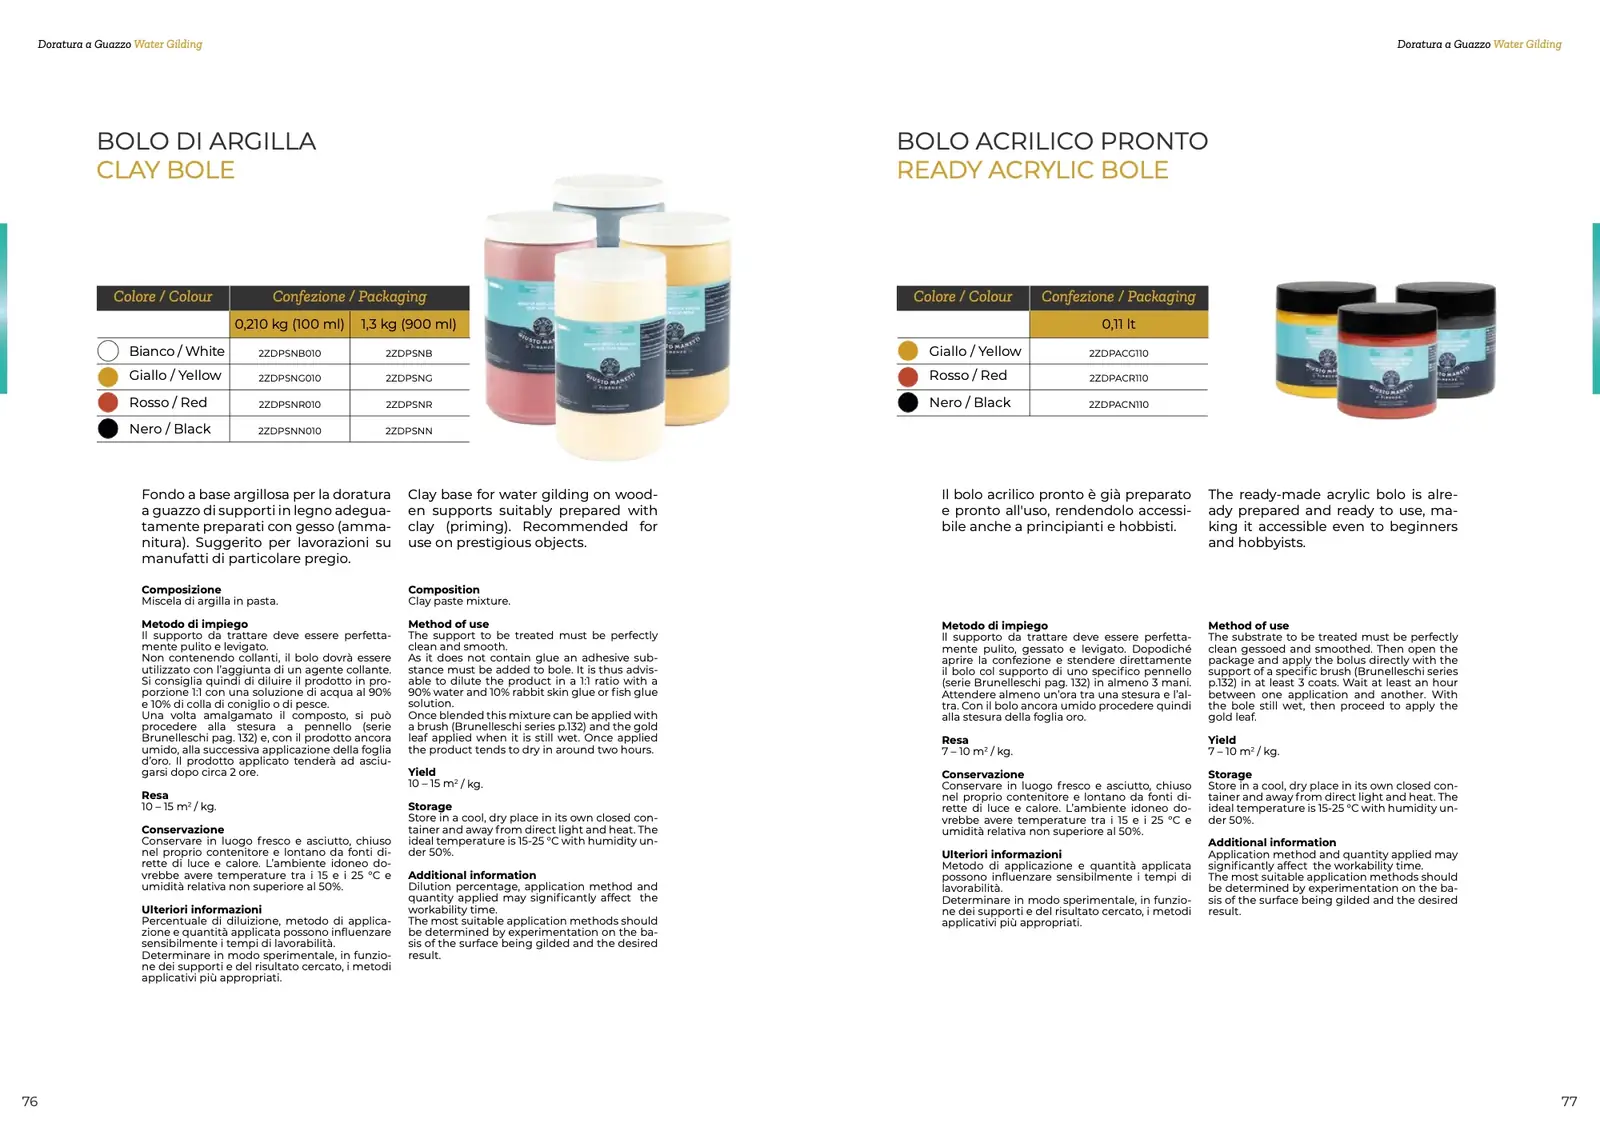 Doratura a Guazzo Water Gilding
BOLO DI ARGILLA
CLAY BOLE
Colore / Colour Confezione / Packaging
0,210 kg (100 ml) 1,3 kg (900 ml)
Bianco / White 2ZDPSNB010 2ZDPSNB
Giallo / Yellow 2ZDPSNG010 2ZDPSNG
Rosso / Red 2ZDPSNR010 2ZDPSNR
Nero / Black 2ZDPSNN010 2ZDPSNN
GIUSTO MANETTI
FIRENZE
Fondo a base argillosa per la doratura
a guazzo di supporti in legno adegua-
tamente preparati con gesso (amma-
nitura). Suggerito per lavorazioni su
manufatti di particolare pregio.
Composizione
Miscela di argilla in pasta.
Metodo di impiego
Il supporto da trattare deve essere perfetta-
mente pulito e levigato.
Non contenendo collanti, il bolo dovrà essere
utilizzato con l'aggiunta di un agente collante.
Si consiglia quindi di diluire il prodotto in pro-
porzione 1:1 con una soluzione di acqua al 90%
e 10% di colla di coniglio o di pesce.
Una volta amalgamato il composto, si può
procedere alla stesura a pennello (serie
Brunelleschi pag. 132) e, con il prodotto ancora
umido, alla successiva applicazione della foglia
d'oro. Il prodotto applicato tenderà ad asciu-
garsi dopo circa 2 ore.
Resa
10 – 15 m² / kg.
Conservazione
Conservare in luogo fresco e asciutto, chiuso
nel proprio contenitore e lontano da fonti di-
rette di luce e calore. L'ambiente idoneo do-
vrebbe avere temperature tra i 15 e i 25 °C e
umidità relativa non superiore al 50%.
Ulteriori informazioni
Percentuale di diluizione, metodo di applica-
zione e quantità applicata possono influenzare
sensibilmente i tempi di lavorabilità.
Determinare in modo sperimentale, in funzio-
ne dei supporti e del risultato cercato, i metodi
applicativi più appropriati.
Clay base for water gilding on wood-
en supports suitably prepared with
clay (priming). Recommended for
use on prestigious objects.
Composition
Clay paste mixture.
Method of use
The support to be treated must be perfectly
clean and smooth.
As it does not contain glue an adhesive sub-
stance must be added to bole. It is thus advis-
able to dilute the product in a 1:1 ratio with a
90% water and 10% rabbit skin glue or fish glue
solution.
Once blended this mixture can be applied with
a brush (Brunelleschi series p.132) and the gold
leaf applied when it is still wet. Once applied
the product tends to dry in around two hours.
Yield
10 – 15 m² / kg.
Storage
Store in a cool, dry place in its own closed con-
tainer and away from direct light and heat. The
ideal temperature is 15-25 °C with humidity un-
der 50%.
Additional information
Dilution percentage, application method and
quantity applied may significantly affect the
workability time.
The most suitable application methods should
be determined by experimentation on the ba-
sis of the surface being gilded and the desired
result.
76
Doratura a Guazzo Water Gilding
BOLO ACRILICO PRONTO
READY ACRYLIC BOLE
Colore / Colour Confezione / Packaging
0,11 lt
Giallo / Yellow 2ZDPACG110
Rosso / Red 2ZDPACR110
Nero / Black 2ZDPACN110
GIUSTO MANETTI
FIRENZE
Il bolo acrilico pronto è già preparato
e pronto all'uso, rendendolo accessi-
bile anche a principianti e hobbisti.
Metodo di impiego
Il supporto da trattare deve essere perfetta-
mente pulito, gessato e levigato. Dopodiché
aprire la confezione e stendere direttamente
il bolo col supporto di uno specifico pennello
(serie Brunelleschi pag. 132) in almeno 3 mani.
Attendere almeno un'ora tra una stesura e l'al-
tra. Con il bolo ancora umido procedere quindi
alla stesura della foglia oro.
Resa
7 – 10 m² / kg.
Conservazione
Conservare in luogo fresco e asciutto, chiuso
nel proprio contenitore e lontano da fonti di-
rette di luce e calore. L'ambiente idoneo do-
vrebbe avere temperature tra i 15 e i 25 °C e
umidità relativa non superiore al 50%.
Ulteriori informazioni
Metodo di applicazione e quantità applicata
possono influenzare sensibilmente i tempi di
lavorabilità.
Determinare in modo sperimentale, in funzio-
ne dei supporti e del risultato cercato, i metodi
applicativi più appropriati.
The ready-made acrylic bolo is alre-
ady prepared and ready to use, ma-
king it accessible even to beginners
and hobbyists.
Method of use
The substrate to be treated must be perfectly
clean gessoed and smoothed. Then open the
package and apply the bolus directly with the
support of a specific brush (Brunelleschi series
p.132) in at least 3 coats. Wait at least an hour
between one application and another. With
the bole still wet, then proceed to apply the
gold leaf.
Yield
7 – 10 m² / kg.
Storage
Store in a cool, dry place in its own closed con-
tainer and away from direct light and heat. The
ideal temperature is 15-25 °C with humidity un-
der 50%.
Additional information
Application method and quantity applied may
significantly affect the workability time.
The most suitable application methods should
be determined by experimentation on the ba-
sis of the surface being gilded and the desired
result.
77